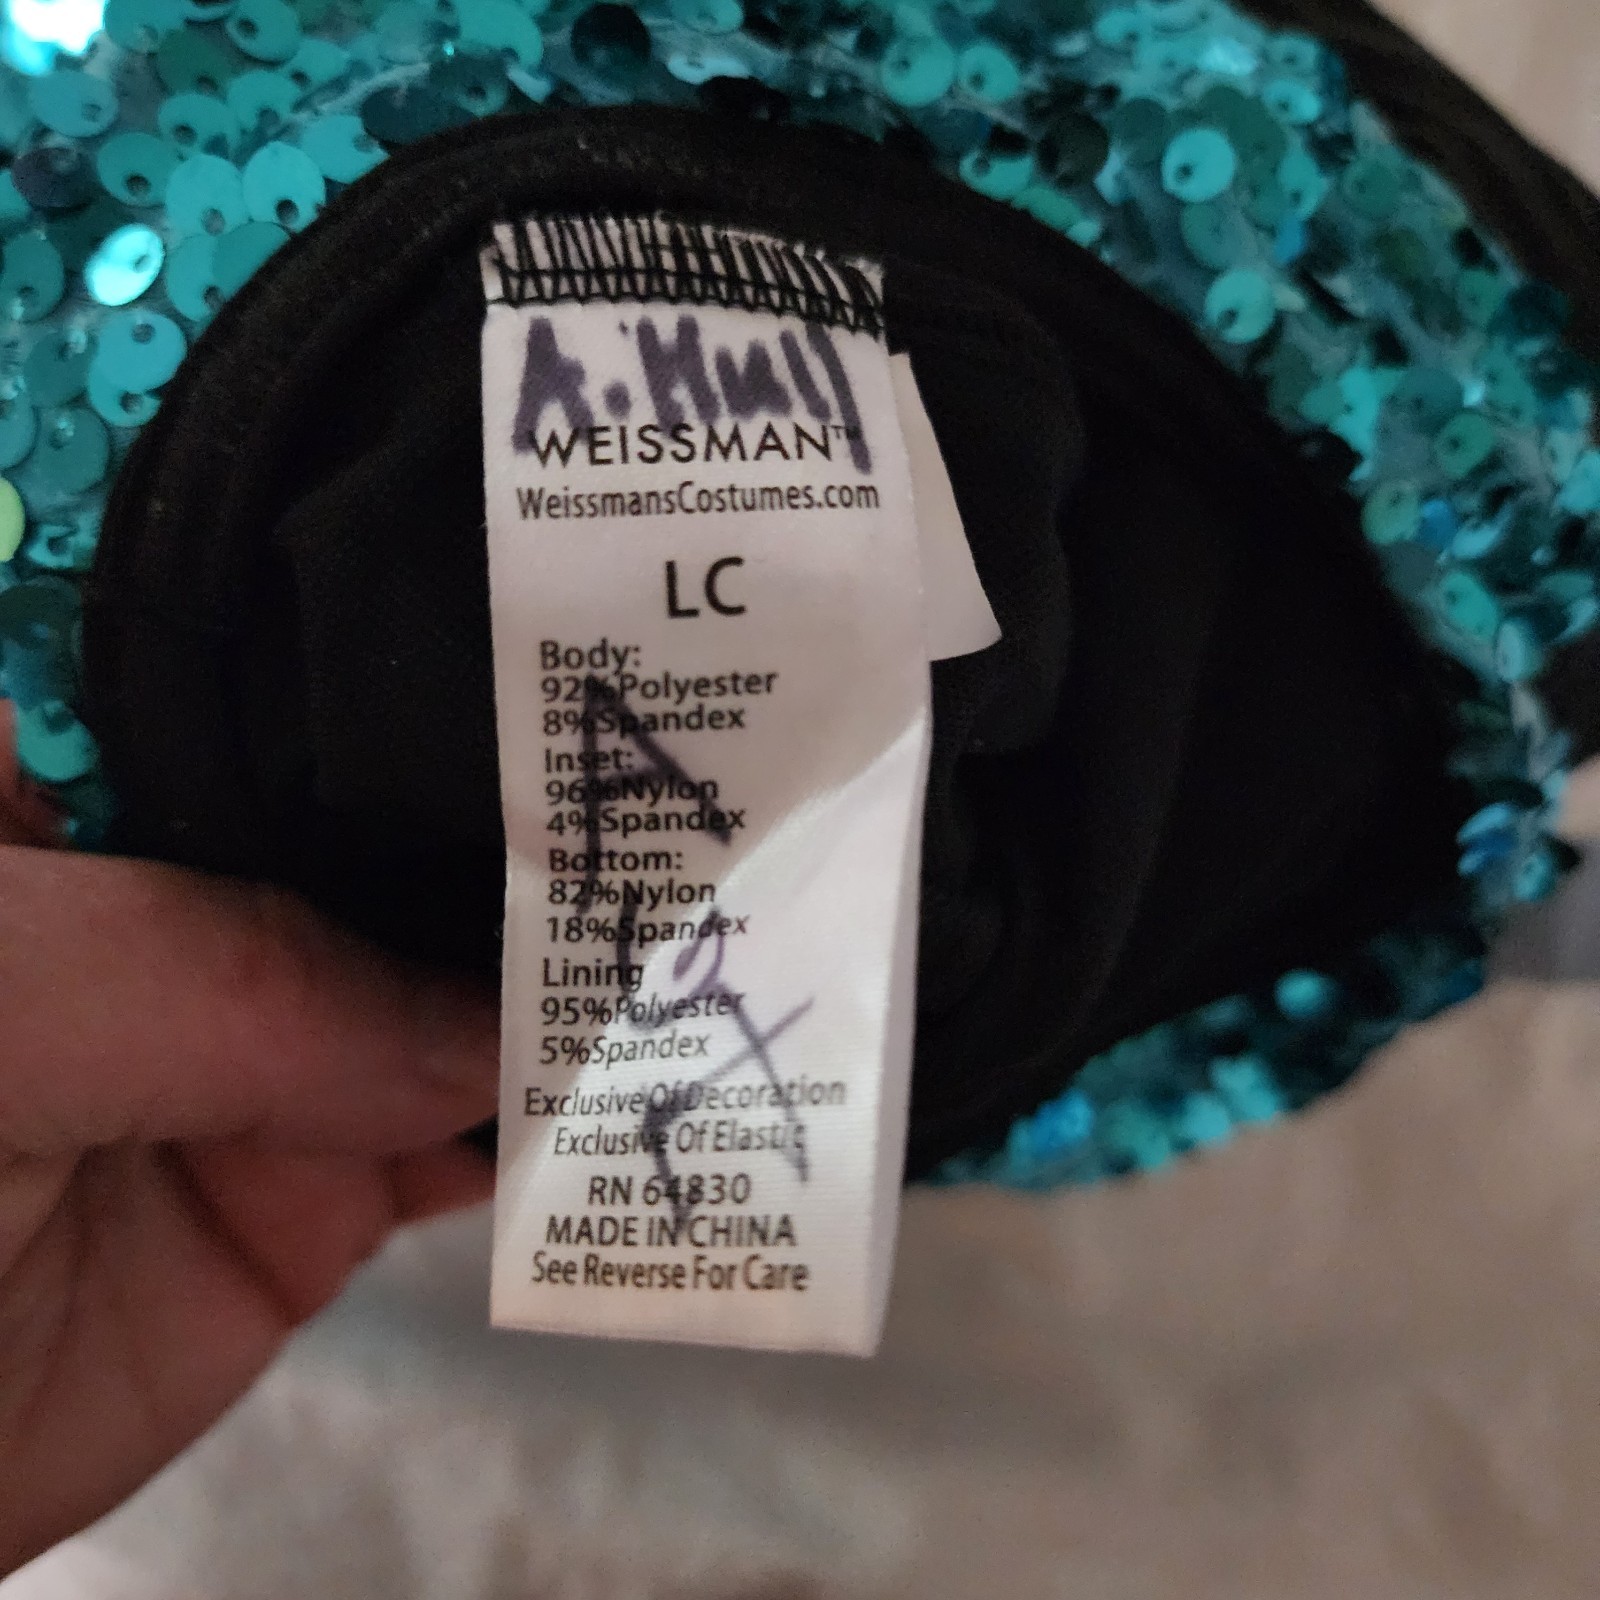 A. Hull
WEISSMAN™
WeissmansCostumes.com
LC
Body:
92%Polyester
8%Spandex
Inset:
96%Nylon
4%Spandex
Bottom:
82%Nylon
18%Spandex
Lining
95%Polyester
5%Spandex
Exclusive Of Decoration
Exclusive Of Elastic
RN 64830
MADE IN CHINA
See Reverse For Care